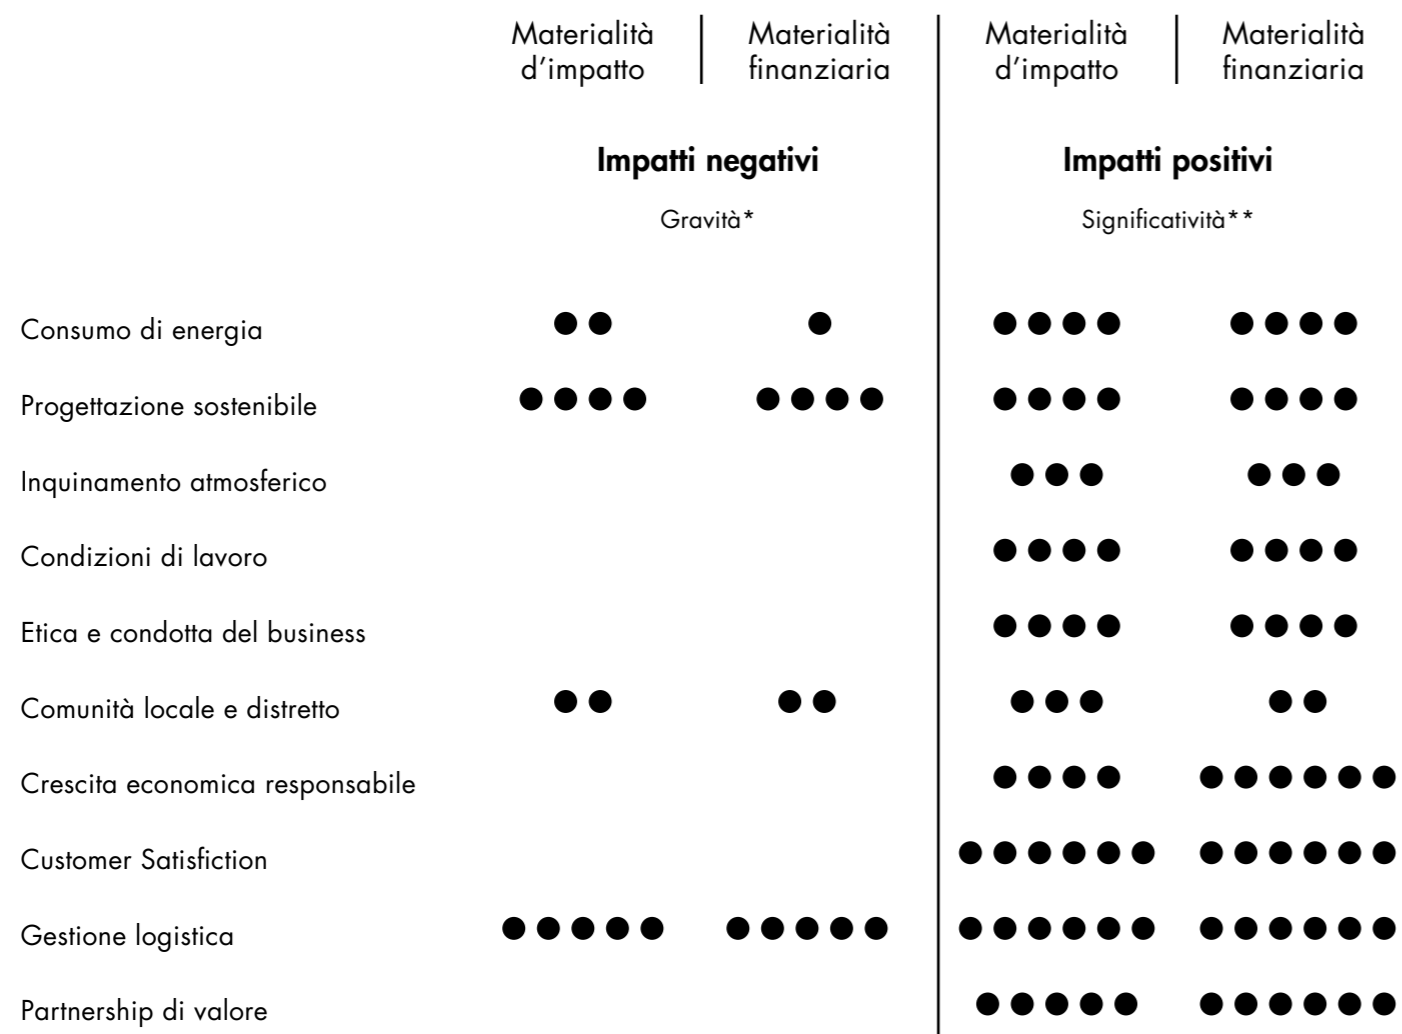 Materialità d'impatto
Materialità finanziaria
Materialità d'impatto
Materialità finanziaria
Impatti negativi
Impatti positivi
Gravità*
Significatività**
Consumo di energia
Progettazione sostenibile
Inquinamento atmosferico
Condizioni di lavoro
Etica e condotta del business
Comunità locale e distretto
Crescita economica responsabile
Customer Satisfiction
Gestione logistica
Partnership di valore